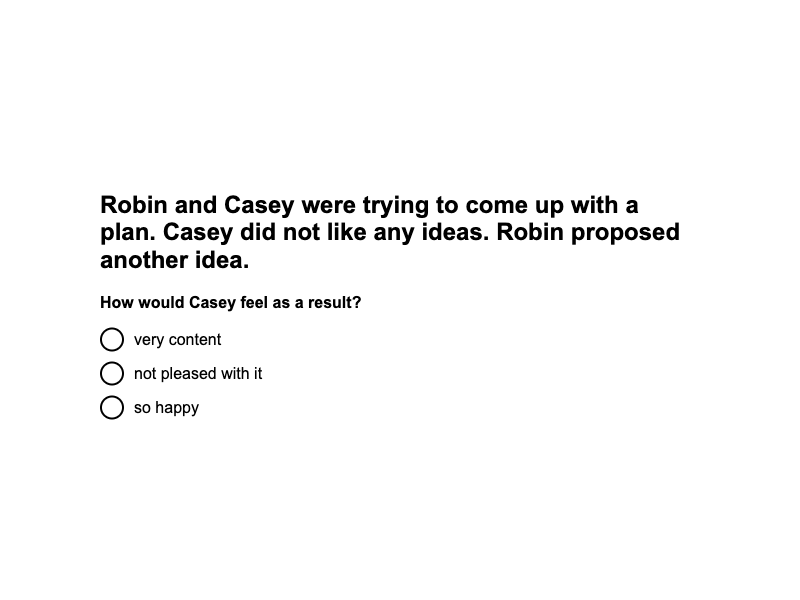 Robin and Casey were trying to come up with a
plan. Casey did not like any ideas. Robin proposed
another idea.
How would Casey feel as a result?
very content
not pleased with it
so happy